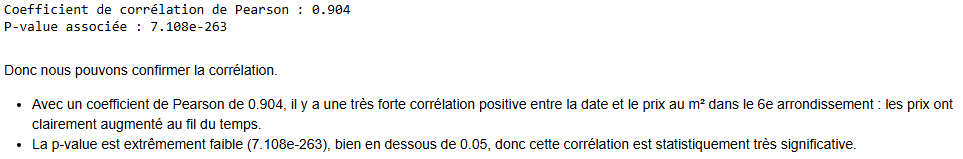 Coefficient de corrélation de Pearson : 0.904
P-value associée : 7.108e-263
Donc nous pouvons confirmer la corrélation.
• Avec un coefficient de Pearson de 0.904, il y a une très forte corrélation positive entre la date et le prix au m² dans le 6e arrondissement : les prix ont
clairement augmenté au fil du temps.
• La p-value est extrêmement faible (7.108e-263), bien en dessous de 0.05, donc cette corrélation est statistiquement très significative.